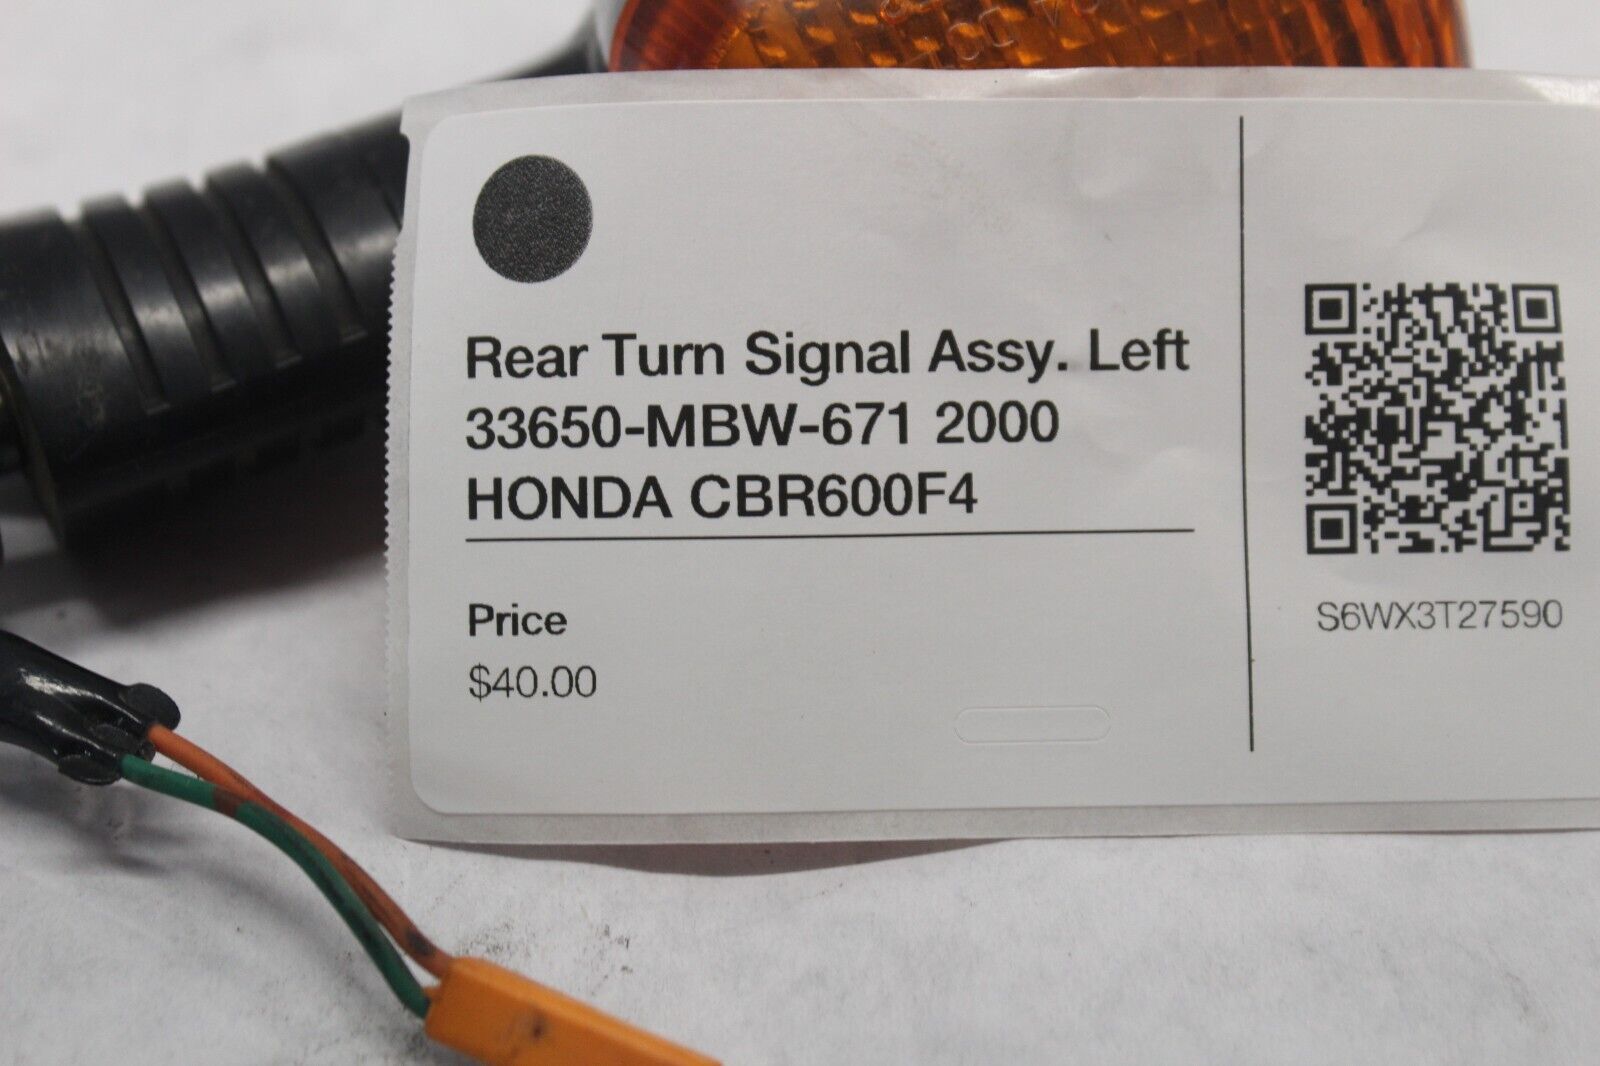 Rear Turn Signal Assy. Left
33650-MBW-671 2000
HONDA CBR600F4
Price
$40.00
S6WX3T27590